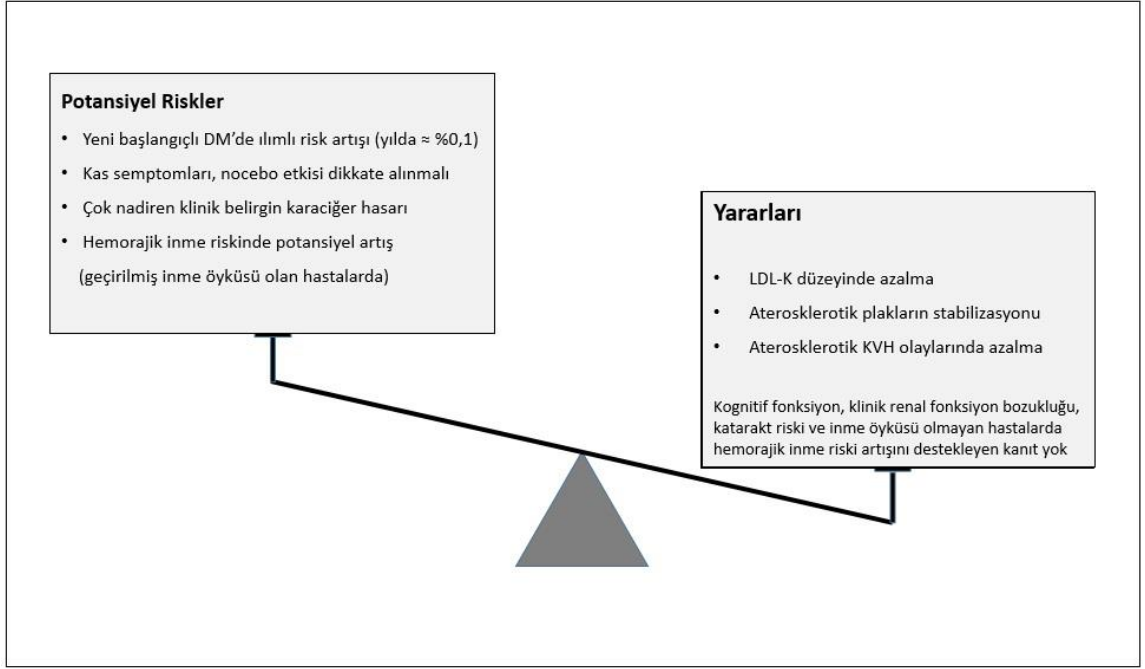 Potansiyel Riskler
• Yeni başlangıçlı DM’de ılımlı risk artışı (yılda ≈ %0,1)
• Kas semptomları, nocebo etkisi dikkate alınmalı
• Çok nadiren klinik belirgin karaciğer hasarı
• Hemorajik inme riskinde potansiyel artış
(geçirilmiş inme öyküsü olan hastalarda)
Yararları
• LDL-K düzeyinde azalma
• Aterosklerotik plakların stabilizasyonu
• Aterosklerotik KVH olaylarında azalma
Kognitif fonksiyon, klinik renal fonksiyon bozukluğu,
katarakt riski ve inme öyküsü olmayan hastalarda
hemorajik inme riski artışını destekleyen kanıt yok